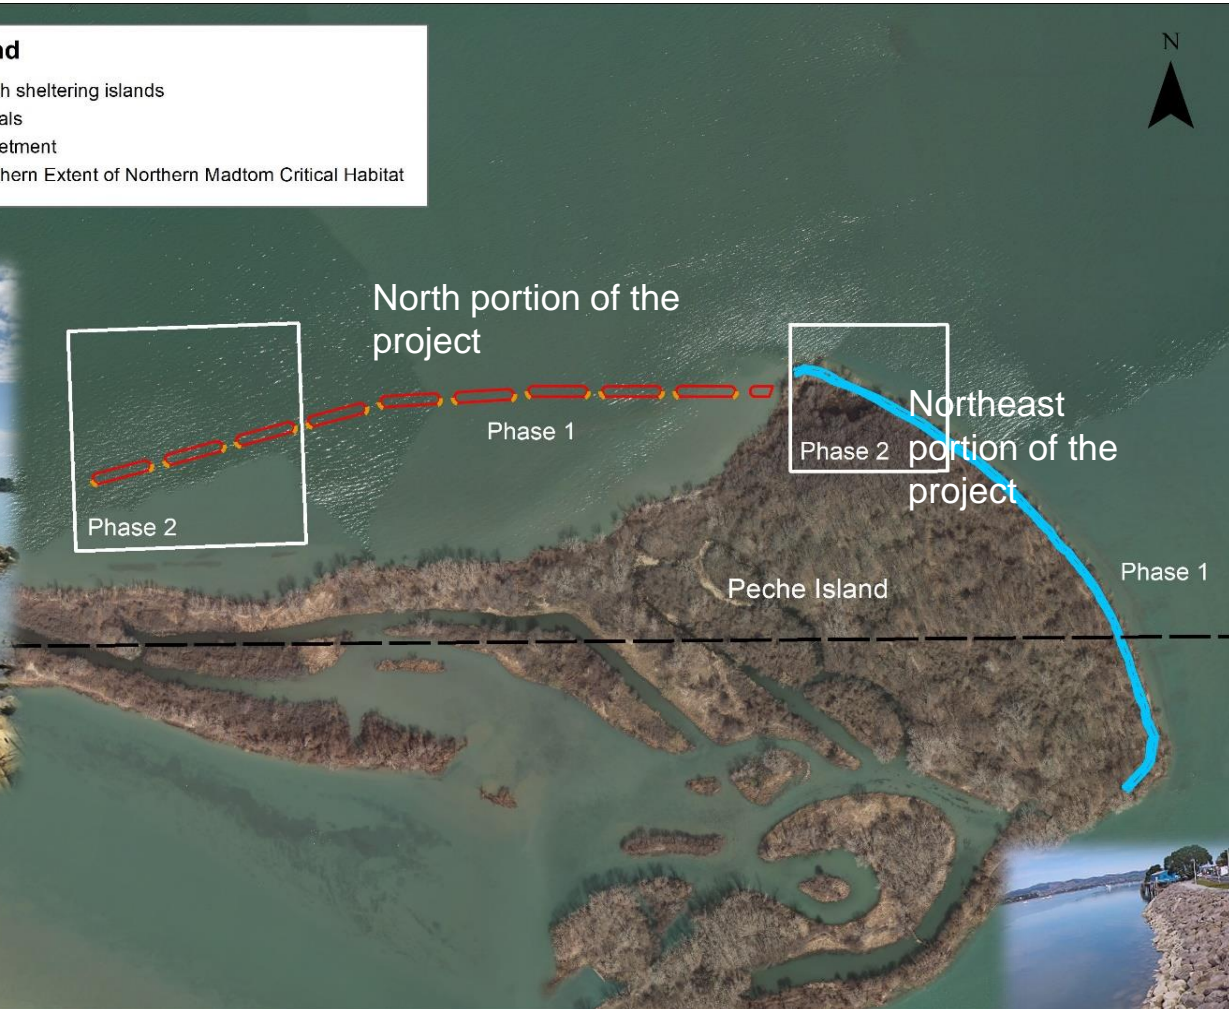 nd
h sheltering islands
als
etment
hern Extent of Northern Madtom Critical Habitat
N
North portion of the
project
Phase 1
Phase 2
Phase 2
Northeast
portion of the
project
Phase 1
Peche Island